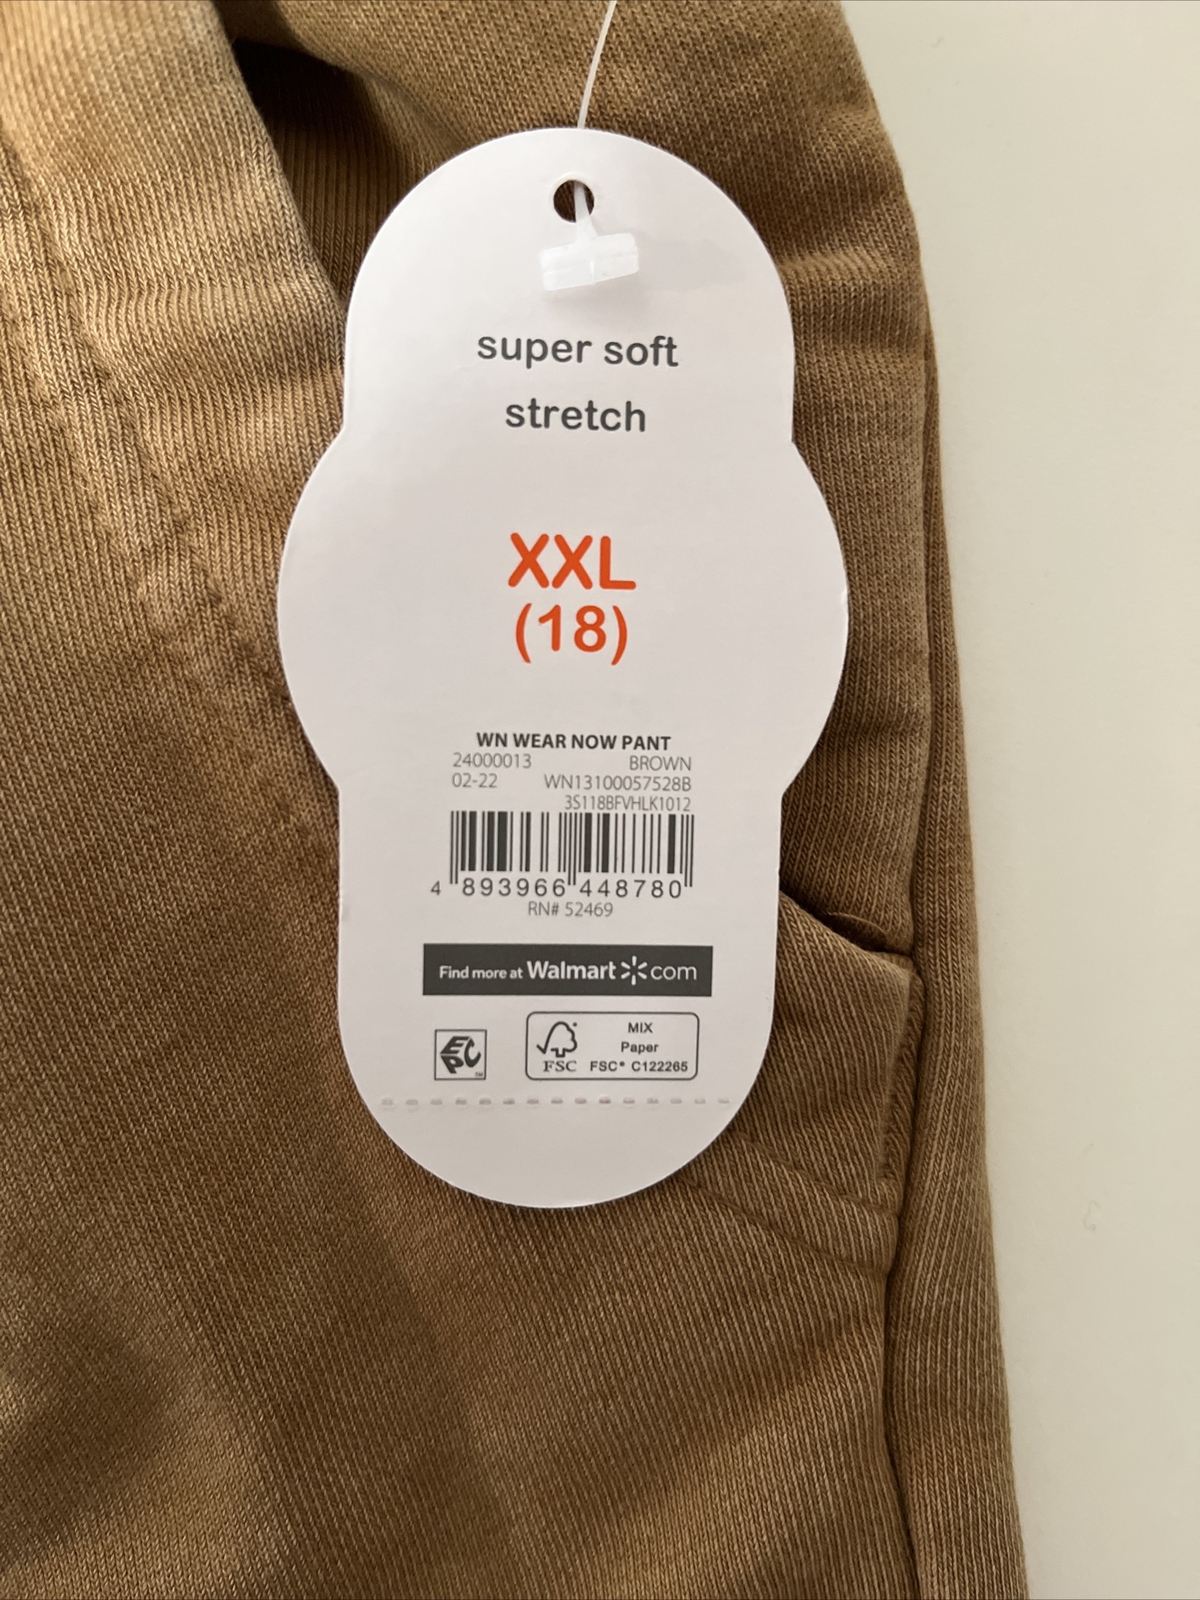 super soft
stretch
XXL
(18)
WN WEAR NOW PANT
24000013 BROWN
02-22 WN13100057528B
3S118BFVHLK1012
4 893966 448780
RN# 52469
Find more at Walmart com
EPC
FSC
MIX
Paper
FSC® C122265